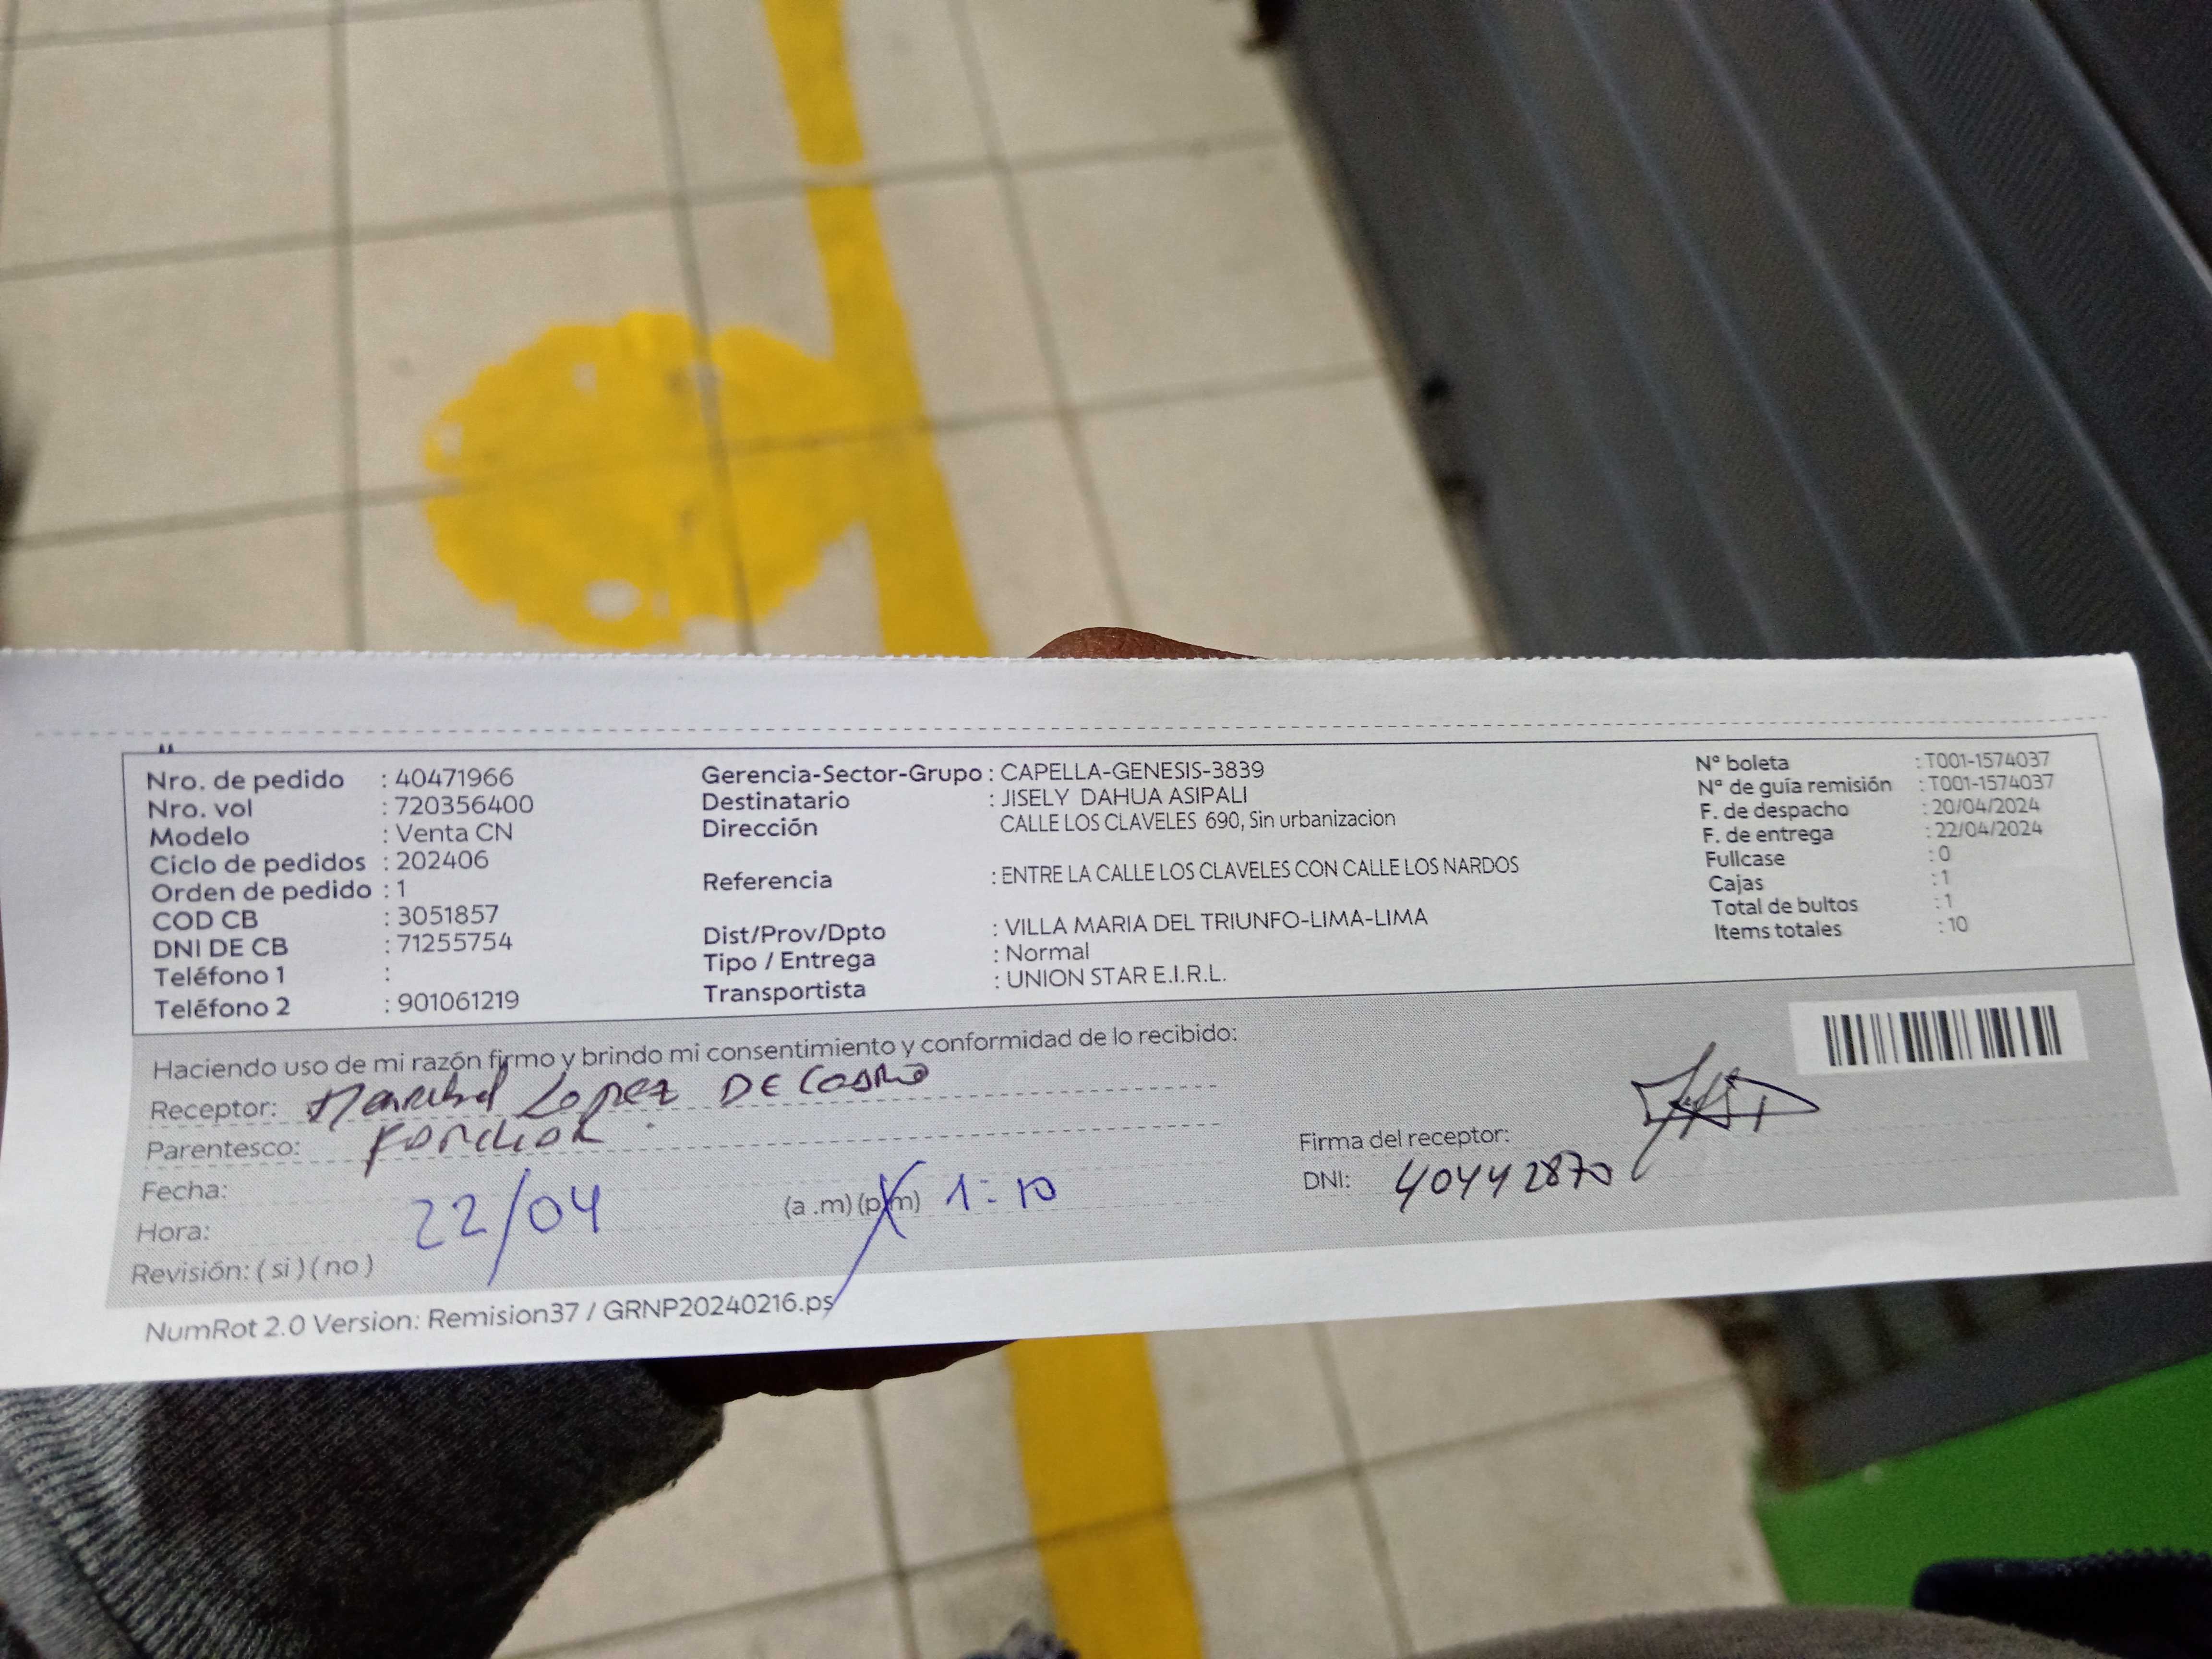 Nro. de pedido : 40471966
Nro. vol : 720356400
Modelo : Venta CN
Ciclo de pedidos : 202406
Orden de pedido : 1
COD CB : 3051857
DNI DE CB : 71255754
Teléfono 1 :
Teléfono 2 : 901061219
Gerencia-Sector-Grupo : CAPELLA-GENESIS-3839
Destinatario : JISELY DAHUA ASIPALI
Dirección CALLE LOS CLAVELES 690, Sin urbanizacion
Referencia : ENTRE LA CALLE LOS CLAVELES CON CALLE LOS NARDOS
Dist/Prov/Dpto : VILLA MARIA DEL TRIUNFO-LIMA-LIMA
Tipo / Entrega : Normal
Transportista : UNION STAR E.I.R.L.
Nº boleta : T001-1574037
Nº de guía remisión : T001-1574037
F. de despacho : 20/04/2024
F. de entrega : 22/04/2024
Fullcase : 0
Cajas : 1
Total de bultos : 1
Items totales : 10
Haciendo uso de mi razón firmo y brindo mi consentimiento y conformidad de lo recibido:
Receptor: Maribel Lopez DE Castro
Parentesco:
Fecha: 22/04
Hora: (a .m) (p.m) 1:10
Revisión: ( si ) ( no )
Firma del receptor:
DNI: 40442870
NumRot 2.0 Version: Remision37 / GRNP20240216.ps